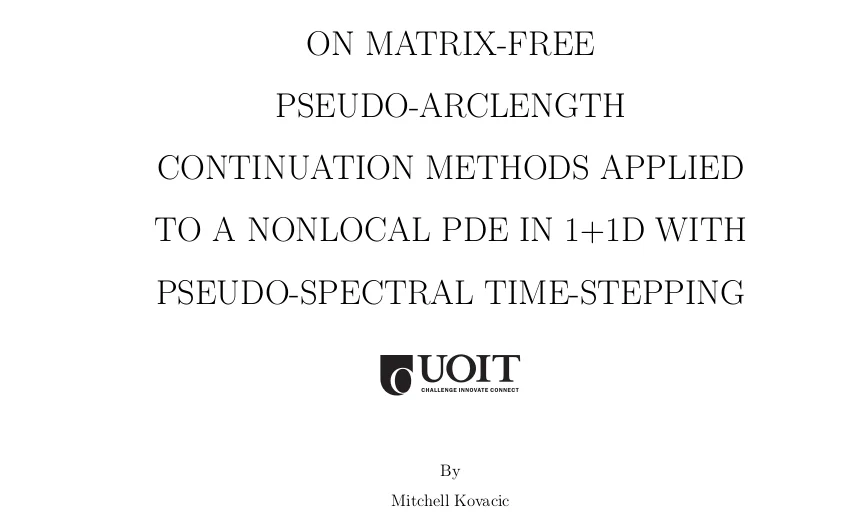 ON MATRIX-FREE
PSEUDO-ARCLENGTH
CONTINUATION METHODS APPLIED
TO A NONLOCAL PDE IN 1+1D WITH
PSEUDO-SPECTRAL TIME-STEPPING
UOIT
CHALLENGE INNOVATE CONNECT
By
Mitchell Kovacic